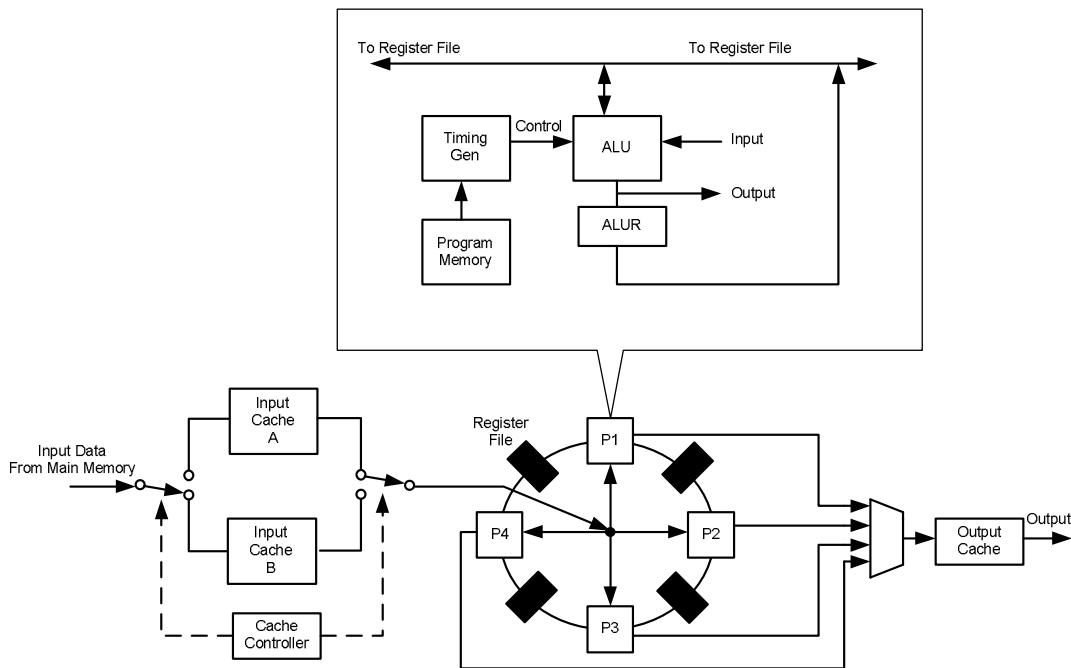 To Register File
To Register File
Control
Timing
Gen
ALU
Input
Output
ALUR
Program
Memory
Input
Cache
A
Register
File
P1
Input Data
From Main Memory
P4
P2
Output
Output
Cache
Input
Cache
B
P3
Cache
Controller